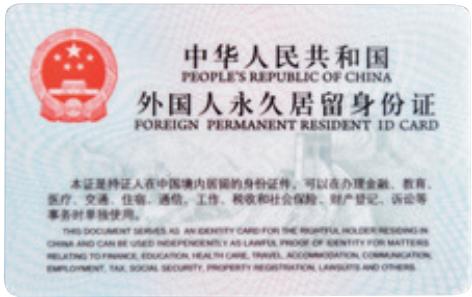 中华人民共和国
PEOPLE'S REPUBLIC OF CHINA
外国人永久居留身份证
FOREIGN PERMANENT RESIDENT ID CARD
本证是持证人在中国境内居留的身份证件，可以在办理金融、教育、
医疗、交通、住宿、通信、工作、税收和社会保险、财产登记、诉讼等
事务时单独使用。
THIS DOCUMENT SERVES AS AN IDENTITY CARD FOR THE RIGHTFUL HOLDER RESIDING IN
CHINA AND CAN BE USED INDEPENDENTLY AS LAWFUL PROOF OF IDENTITY FOR MATTERS
RELATING TO FINANCE, EDUCATION, HEALTH CARE, TRAVEL, ACCOMMODATION, COMMUNICATION,
EMPLOYMENT, TAX, SOCIAL SECURITY, PROPERTY REGISTRATION, LAWSUITS AND OTHERS.